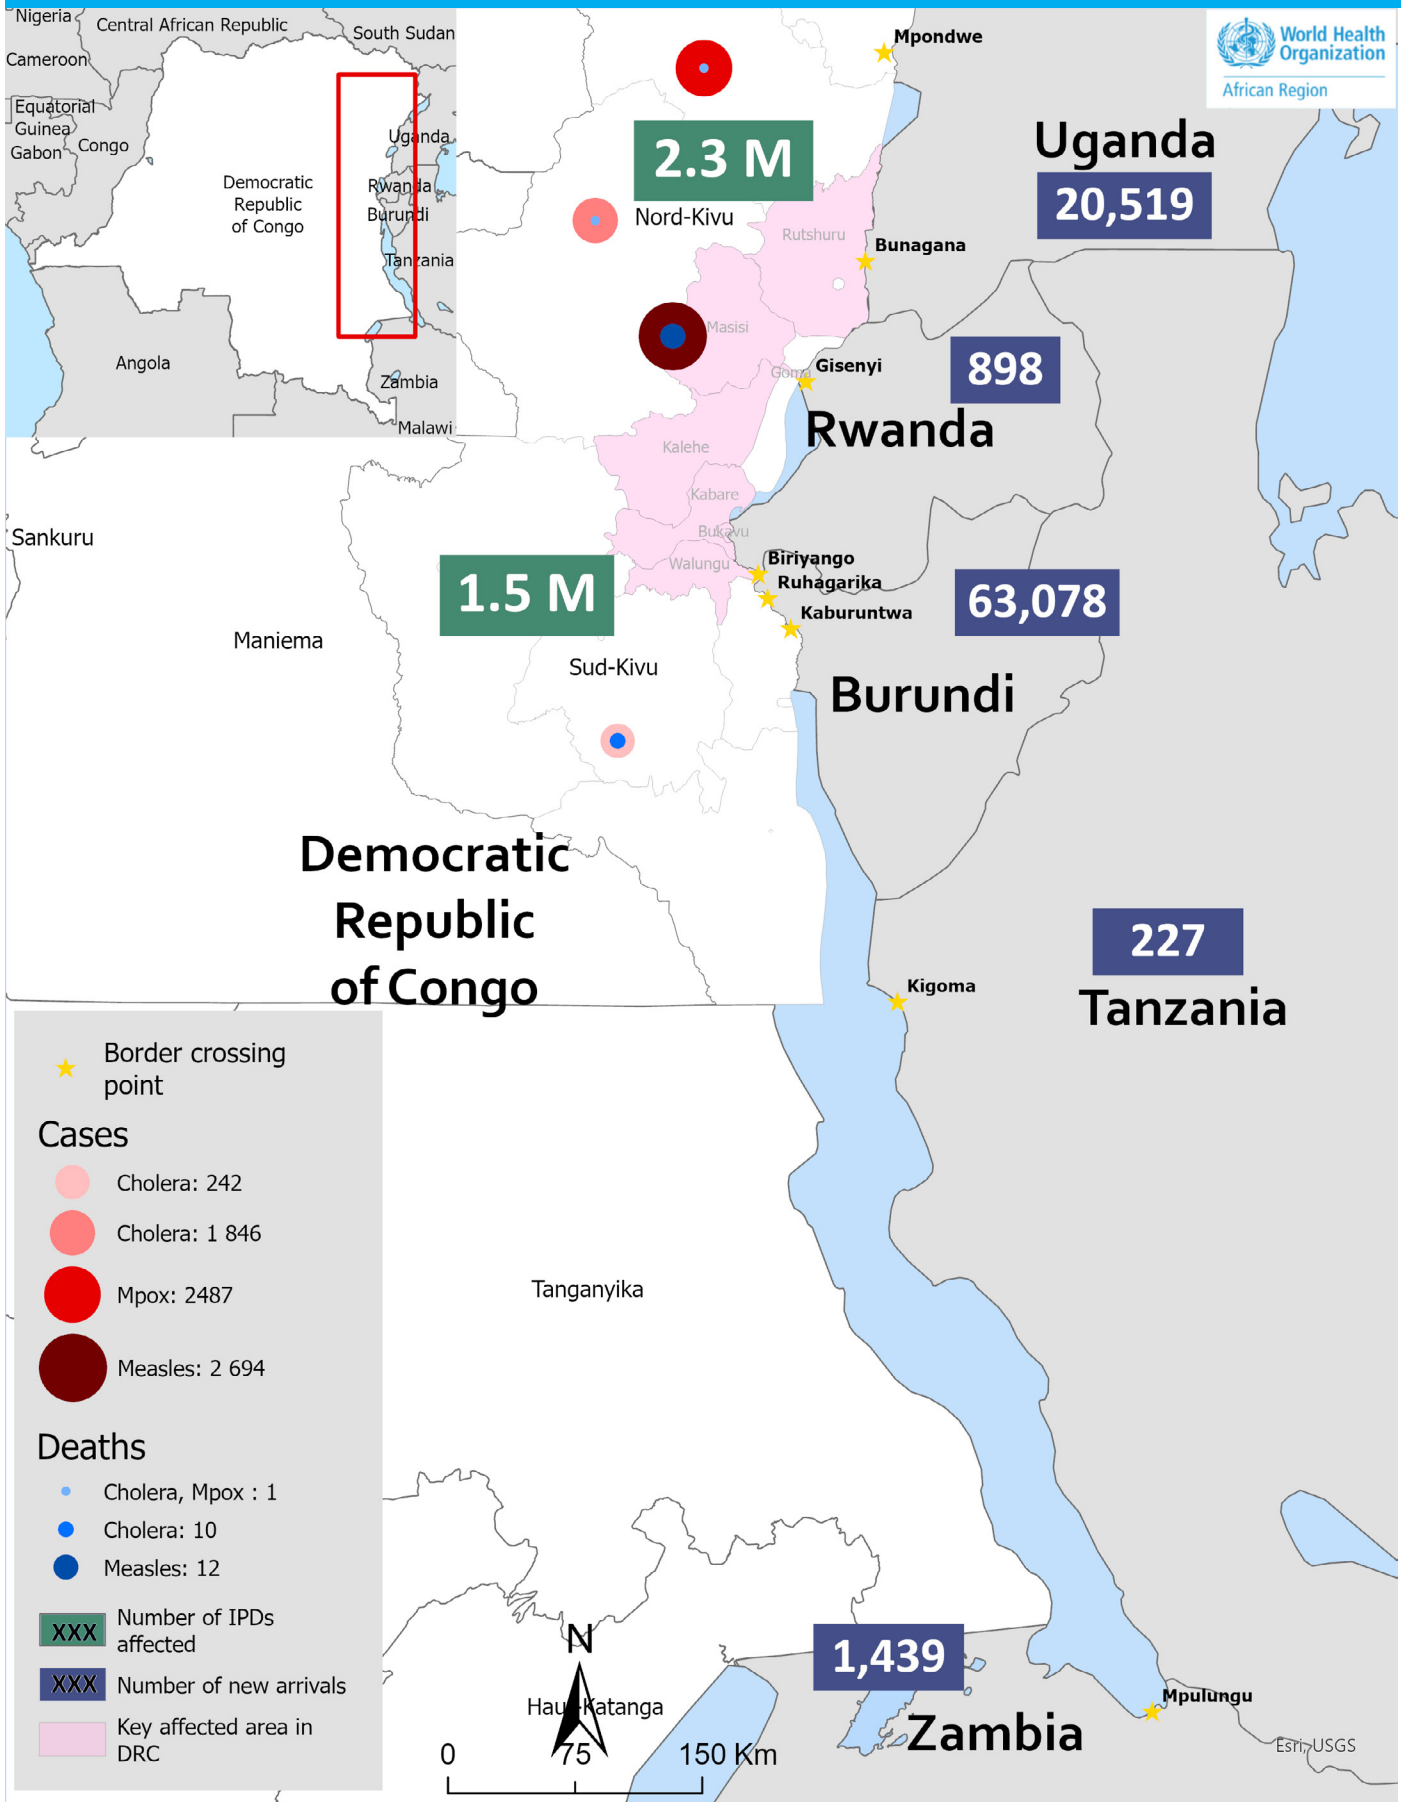 Nigeria
Central African Republic
South Sudan
Cameroon
Equatorial
Guinea
Gabon
Congo
Uganda
Democratic
Republic
of Congo
Rwanda
Burundi
Tanzania
Angola
Zambia
Malawi
World Health
Organization
African Region
Mpondwe
Uganda
20,519
2.3 M
Nord-Kivu
Rutshuru
Bunagana
Masisi
Goma
Gisenyi
898
Rwanda
Kalehe
Kabare
Bukavu
Walungu
Biriyango
Ruhagarika
Kaburuntwa
63,078
Burundi
Sankuru
1.5 M
Maniema
Sud-Kivu
Democratic
Republic
of Congo
227
Tanzania
Kigoma
Tanganyika
Border crossing
point
Cases
Cholera: 242
Cholera: 1 846
Mpox: 2487
Measles: 2 694
Deaths
Cholera, Mpox : 1
Cholera: 10
Measles: 12
XXX Number of IPDs
affected
XXX Number of new arrivals
Key affected area in
DRC
N
Haut-Katanga
0 75 150 Km
1,439
Zambia
Mpulungu
Esri, USGS